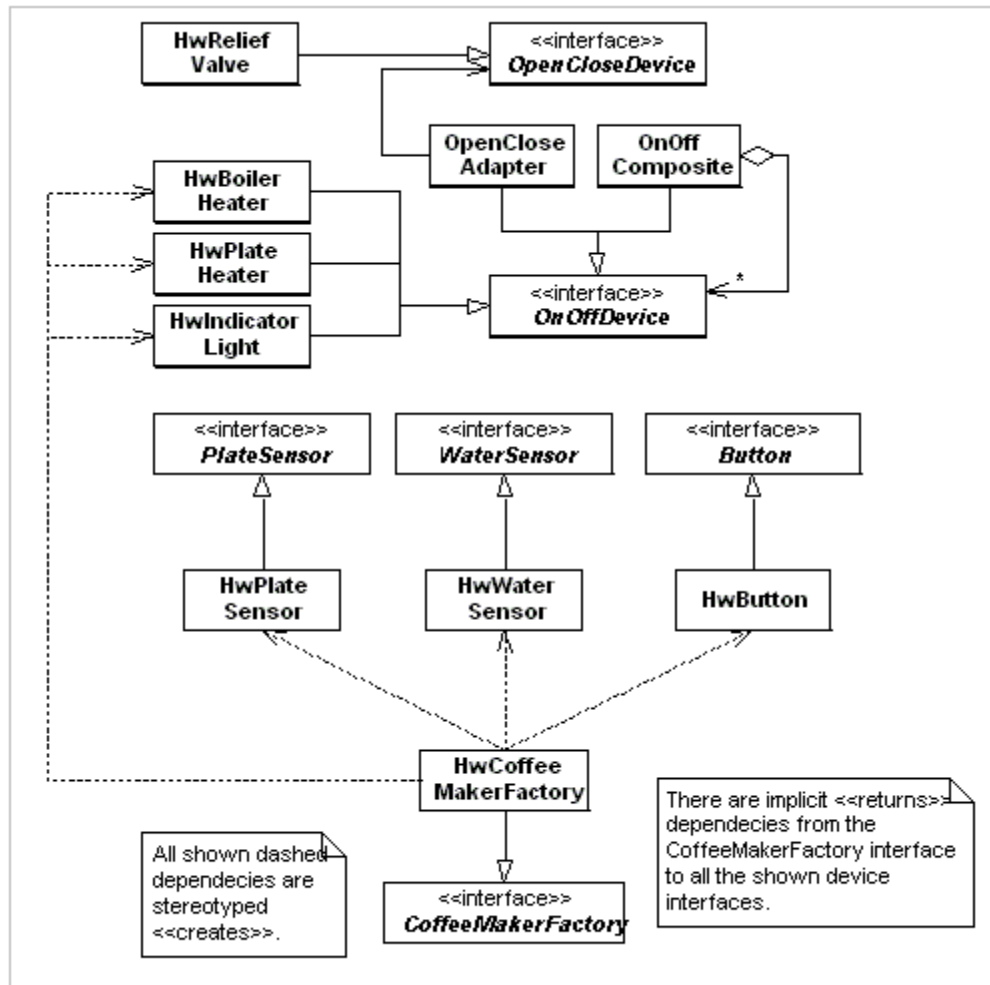 HwRelief
Valve
<<interface>>
OpenCloseDevice
OpenClose
Adapter
OnOff
Composite
HwBoiler
Heater
HwPlate
Heater
HwIndicator
Light
<<interface>>
OnOffDevice
*
<<interface>>
PlateSensor
<<interface>>
WaterSensor
<<interface>>
Button
HwPlate
Sensor
HwWater
Sensor
HwButton
HwCoffee
MakerFactory
All shown dashed
dependecies are
stereotyped
<<creates>>.
<<interface>>
CoffeeMakerFactory
There are implicit <<returns>>
dependecies from the
CoffeeMakerFactory interface
to all the shown device
interfaces.